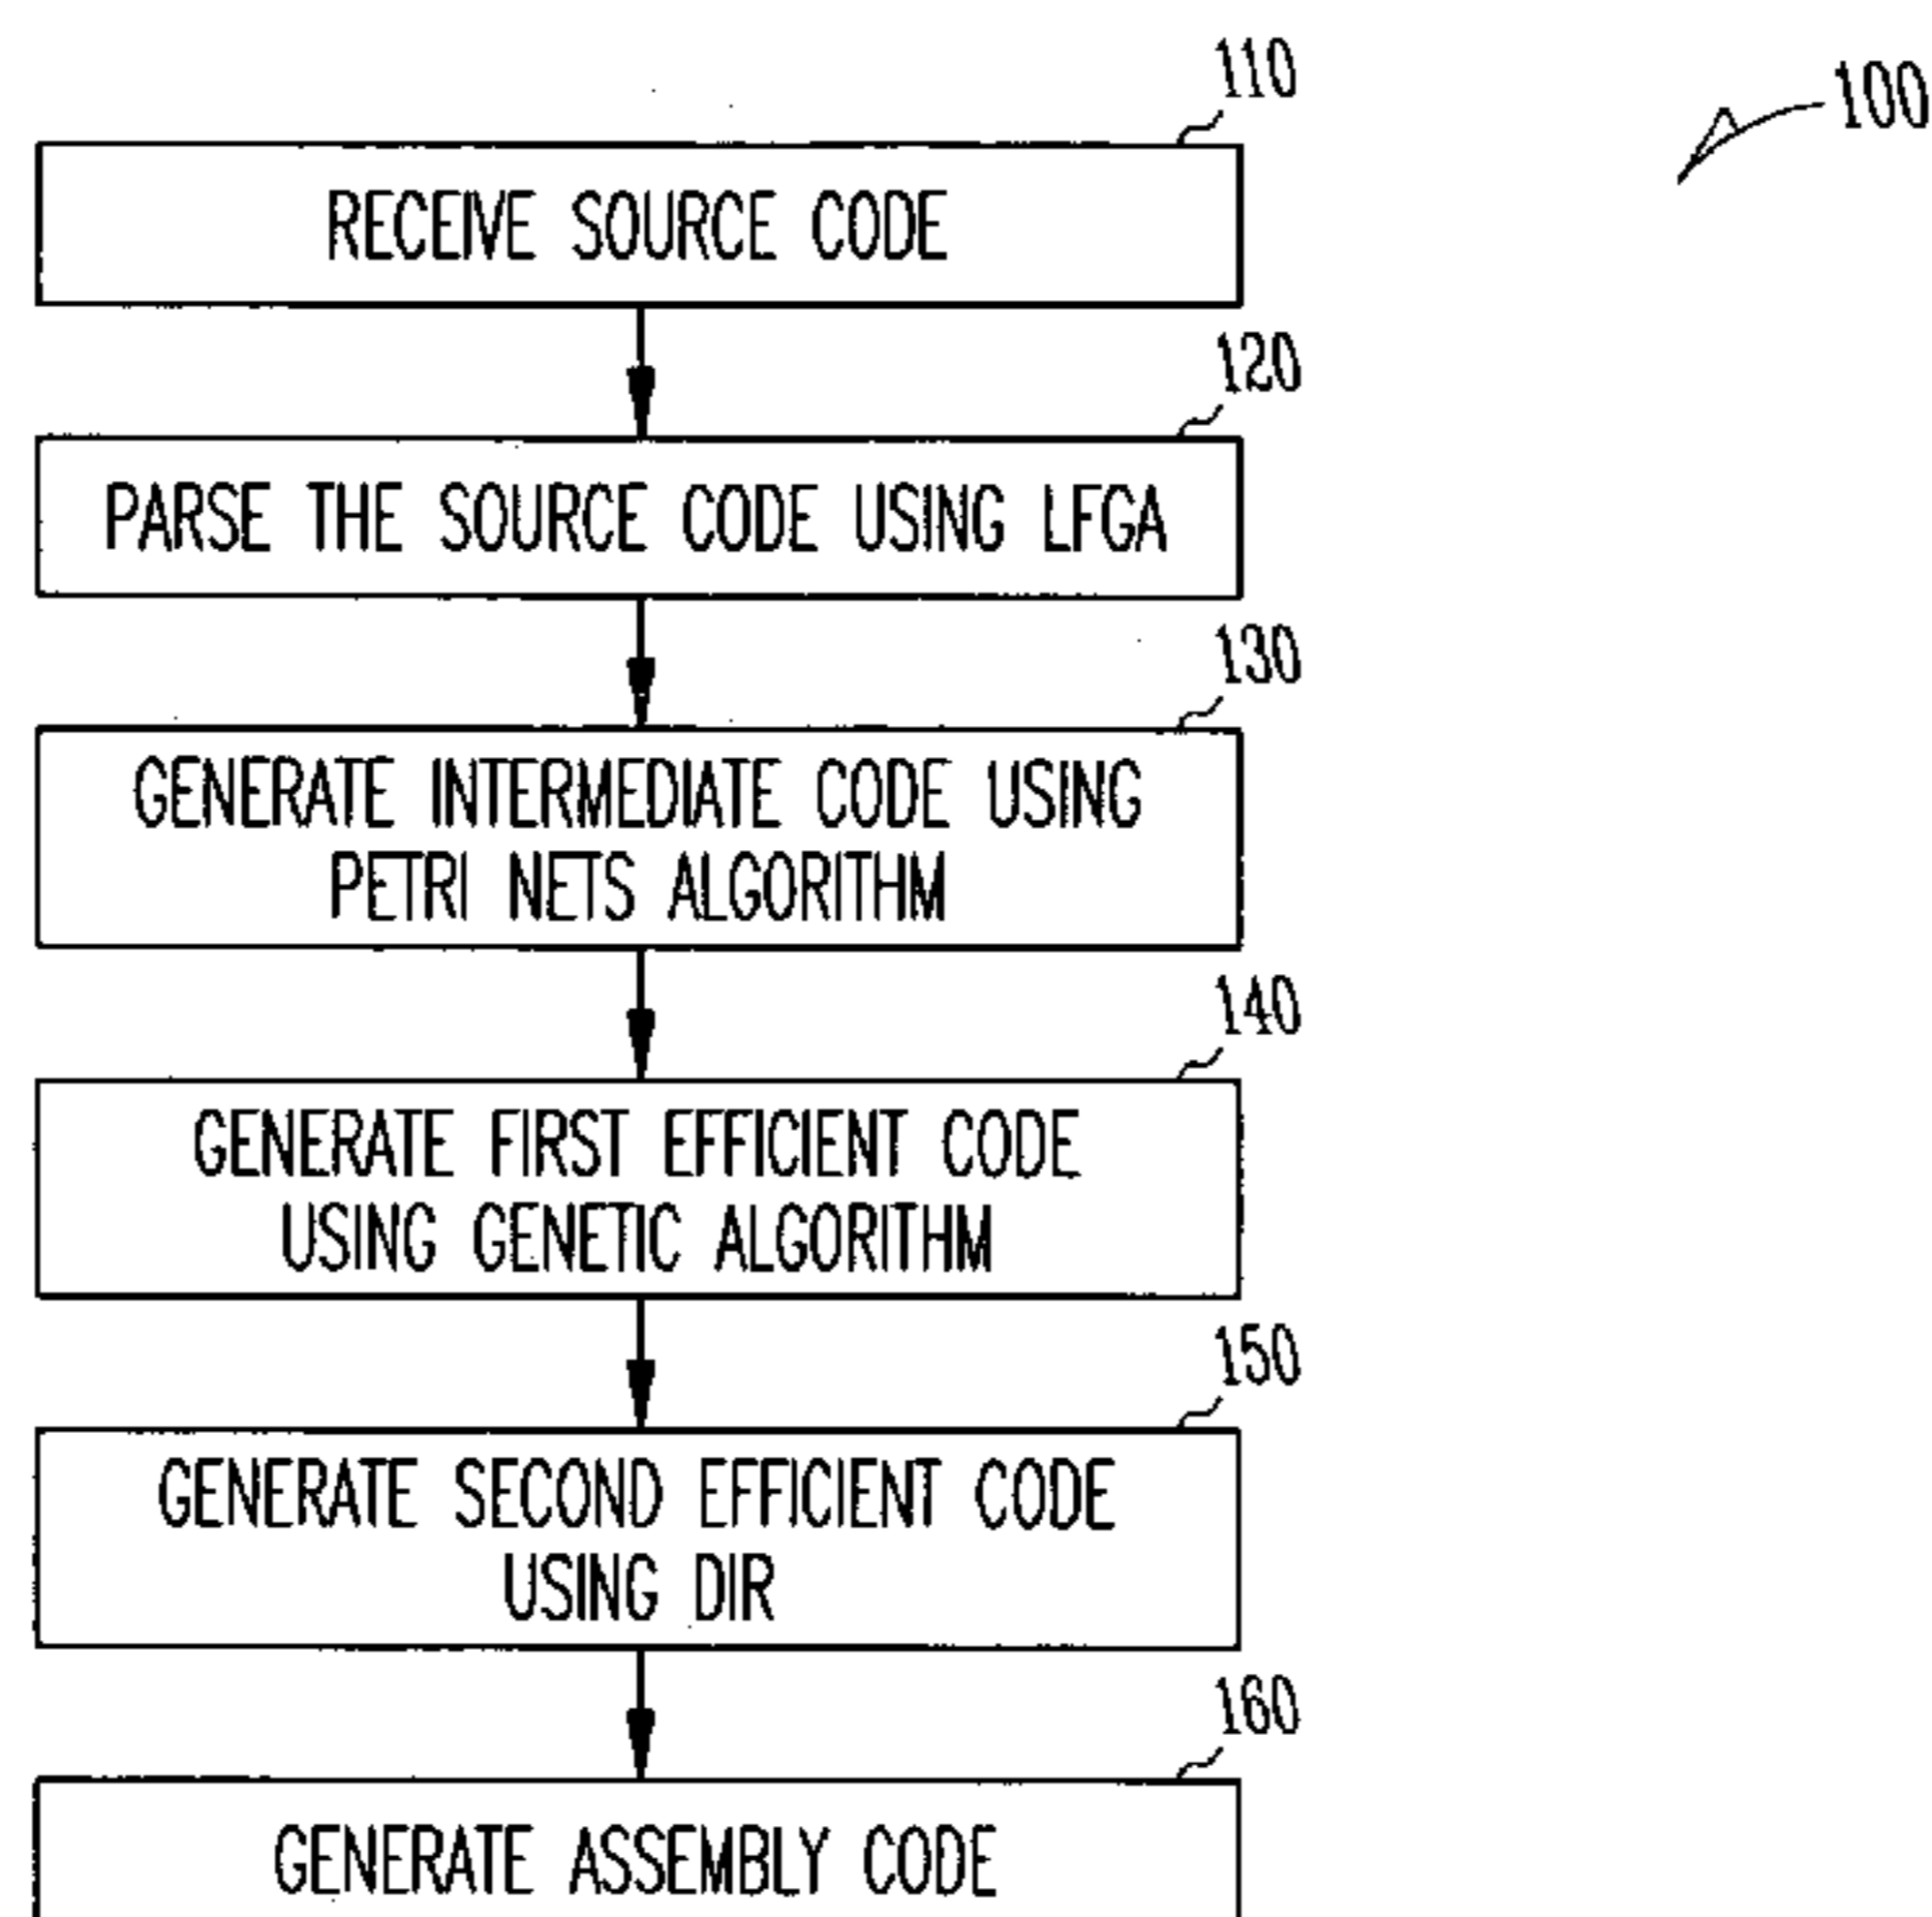 110
100
RECEIVE SOURCE CODE
120
PARSE THE SOURCE CODE USING LFGA
130
GENERATE INTERMEDIATE CODE USING
PETRI NETS ALGORITHM
140
GENERATE FIRST EFFICIENT CODE
USING GENETIC ALGORITHM
150
GENERATE SECOND EFFICIENT CODE
USING DIR
160
GENERATE ASSEMBLY CODE